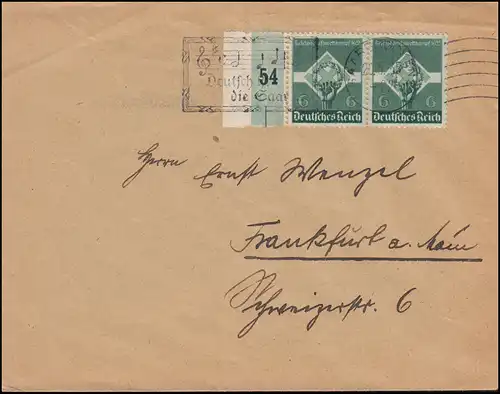 Reichsberufswettkampf 1935 Reichsberufswettkampf 1935
54
Deutsch
die Saar
6 6 6 6
Deutsches Reich Deutsches Reich
Herrn Ernst Wenzel
Frankfurt a. Main
Schweizerstr. 6